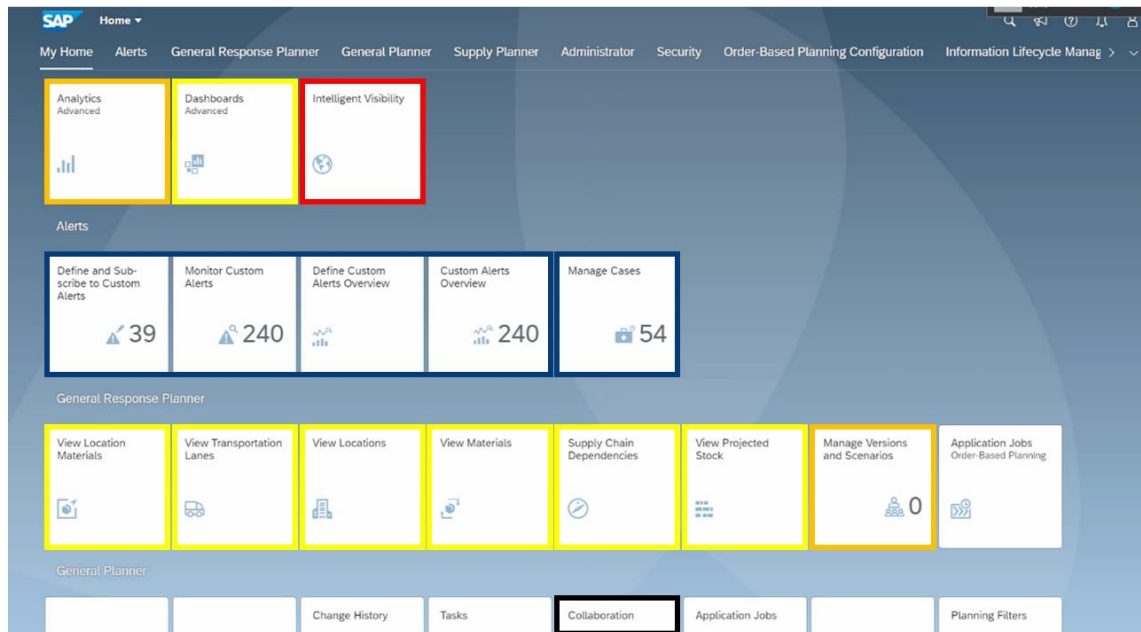 SAP Home
My Home Alerts General Response Planner General Planner Supply Planner Administrator Security Order-Based Planning Configuration Information Lifecycle Manag
Analytics
Advanced
Dashboards
Advanced
Intelligent Visibility
Alerts
Define and Sub-
scribe to Custom
Alerts
39
Monitor Custom
Alerts
240
Define Custom
Alerts Overview
Custom Alerts
Overview
240
Manage Cases
54
General Response Planner
View Location
Materials
View Transportation
Lanes
View Locations
View Materials
Supply Chain
Dependencies
View Projected
Stock
Manage Versions
and Scenarios
0
Application Jobs
Order-Based Planning
General Planner
Change History
Tasks
Collaboration
Application Jobs
Planning Filters